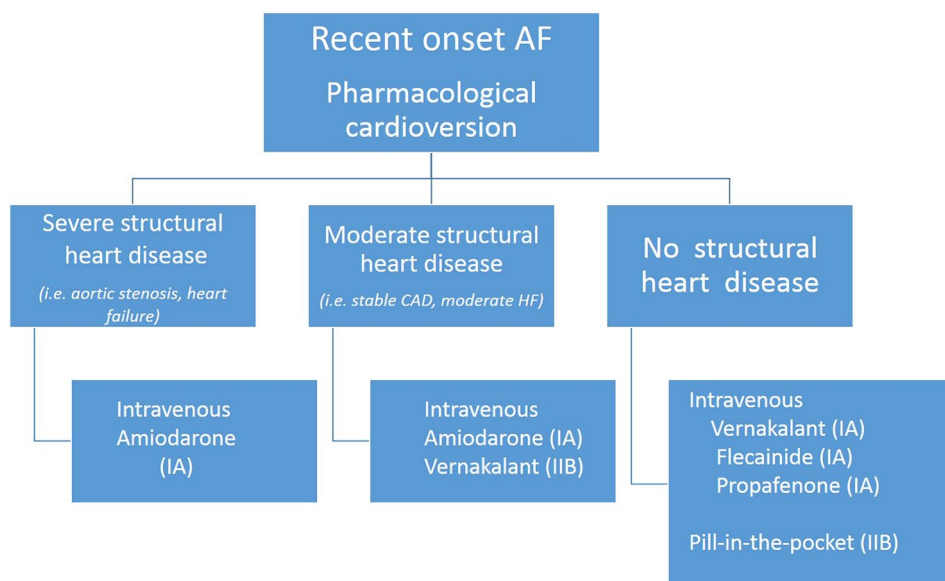 Recent onset AF
Pharmacological
cardioversion
Severe structural
heart disease
(i.e. aortic stenosis, heart
failure)
Moderate structural
heart disease
(i.e. stable CAD, moderate HF)
No structural
heart disease
Intravenous
Amiodarone
(IA)
Intravenous
Amiodarone (IA)
Vernakalant (IIB)
Intravenous
Vernakalant (IA)
Flecainide (IA)
Propafenone (IA)
Pill-in-the-pocket (IIB)